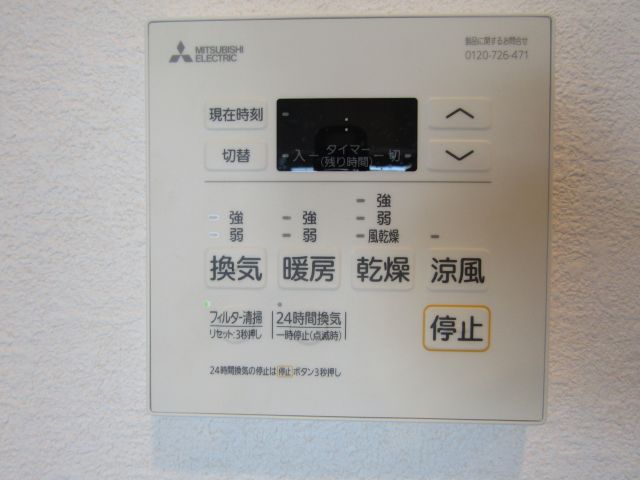 MITSUBISHI
ELECTRIC
製品に関するお問合せ
0120-726-471
現在時刻
切替
タイマー
入 切
(残り時間)
強
弱
強
弱
強
弱
風乾燥
換気
暖房
乾燥
涼風
フィルター清掃
リセット:3秒押し
24時間換気
一時停止(点滅時)
停止
24時間換気の停止は停止ボタン3秒押し